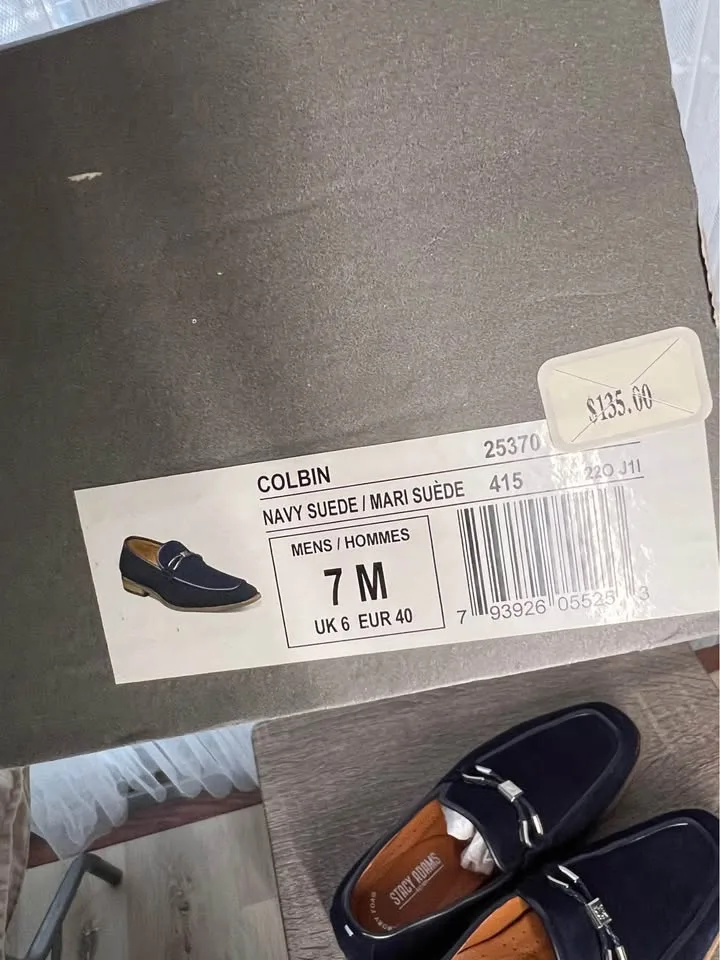 $135.00
COLBIN 25370
NAVY SUEDE / MARI SUÈDE 415 22O J1I
MENS / HOMMES
7 M
UK 6 EUR 40
7 93926 05525 3
STACY ADAMS